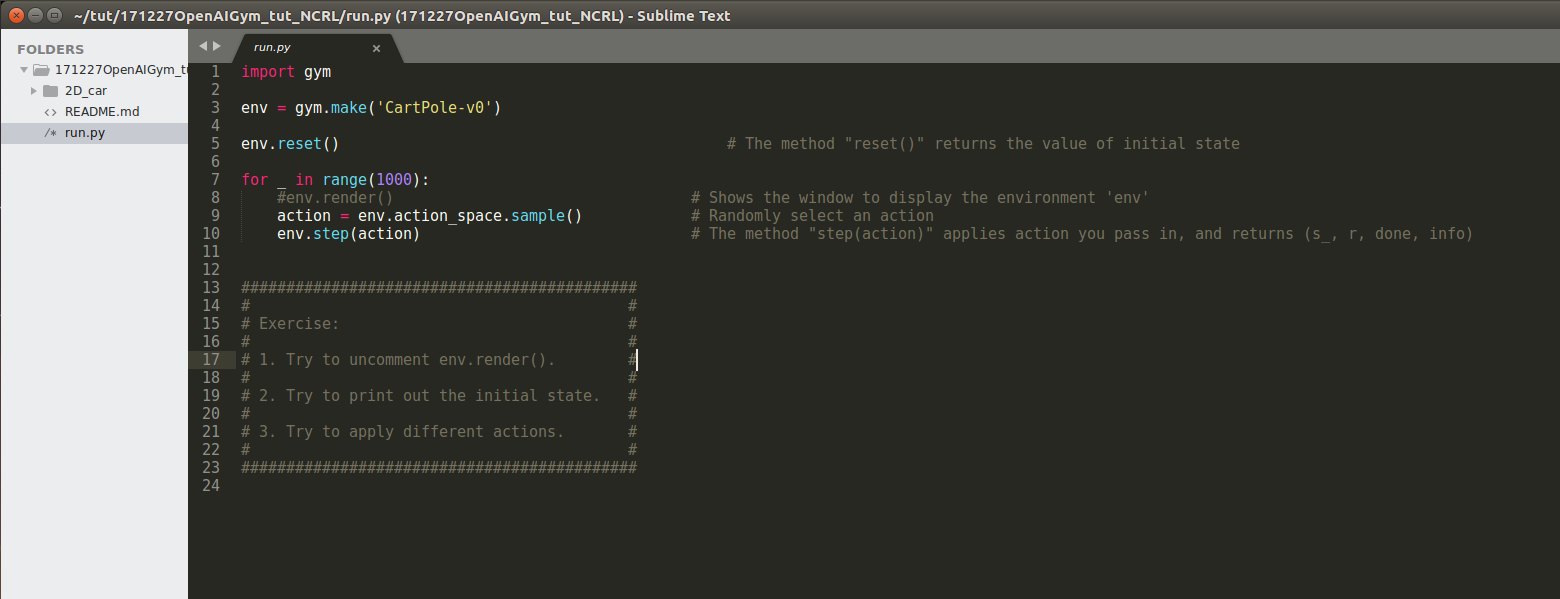 ~/tut/171227OpenAIGym_tut_NCRL/run.py (171227OpenAIGym_tut_NCRL) - Sublime Text
FOLDERS
171227OpenAIGym_tu
2D_car
<> README.md
/* run.py
run.py ×
1 import gym
2
3 env = gym.make('CartPole-v0')
4
5 env.reset() # The method "reset()" returns the value of initial state
6
7 for _ in range(1000):
8 #env.render() # Shows the window to display the environment 'env'
9 action = env.action_space.sample() # Randomly select an action
10 env.step(action) # The method "step(action)" applies action you pass in, and returns (s_, r, done, info)
11
12
13 ############################################
14 # #
15 # Exercise: #
16 # #
17 # 1. Try to uncomment env.render(). #
18 # #
19 # 2. Try to print out the initial state. #
20 # #
21 # 3. Try to apply different actions. #
22 # #
23 ############################################
24